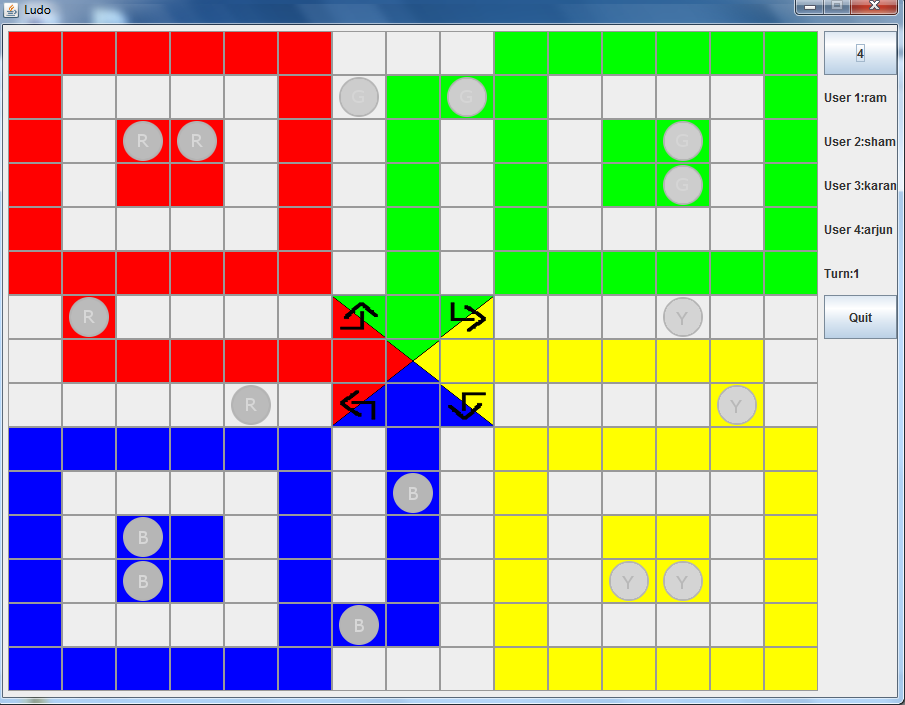 Ludo
4
G G
User 1:ram
R R G
User 2:sham
G
User 3:karan
User 4:arjun
Turn:1
R Y
Quit
R Y
B
B
B Y Y
B